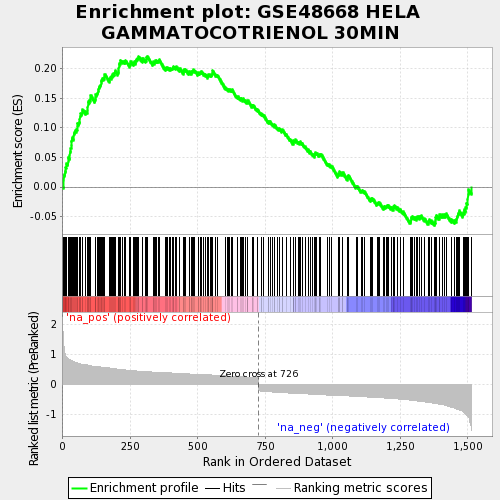 Enrichment plot: GSE48668 HELA
GAMMATOCOTRIENOL 30MIN
Enrichment score (ES)
0.20
0.15
0.10
0.05
0.00
-0.05
'na_pos' (positively correlated)
Ranked list metric (PreRanked)
2
1
0
-1
Zero cross at 726
'na_neg' (negatively correlated)
0
250
500
750
1,000
1,250
1,500
Rank in Ordered Dataset
Enrichment profile
Hits
Ranking metric scores